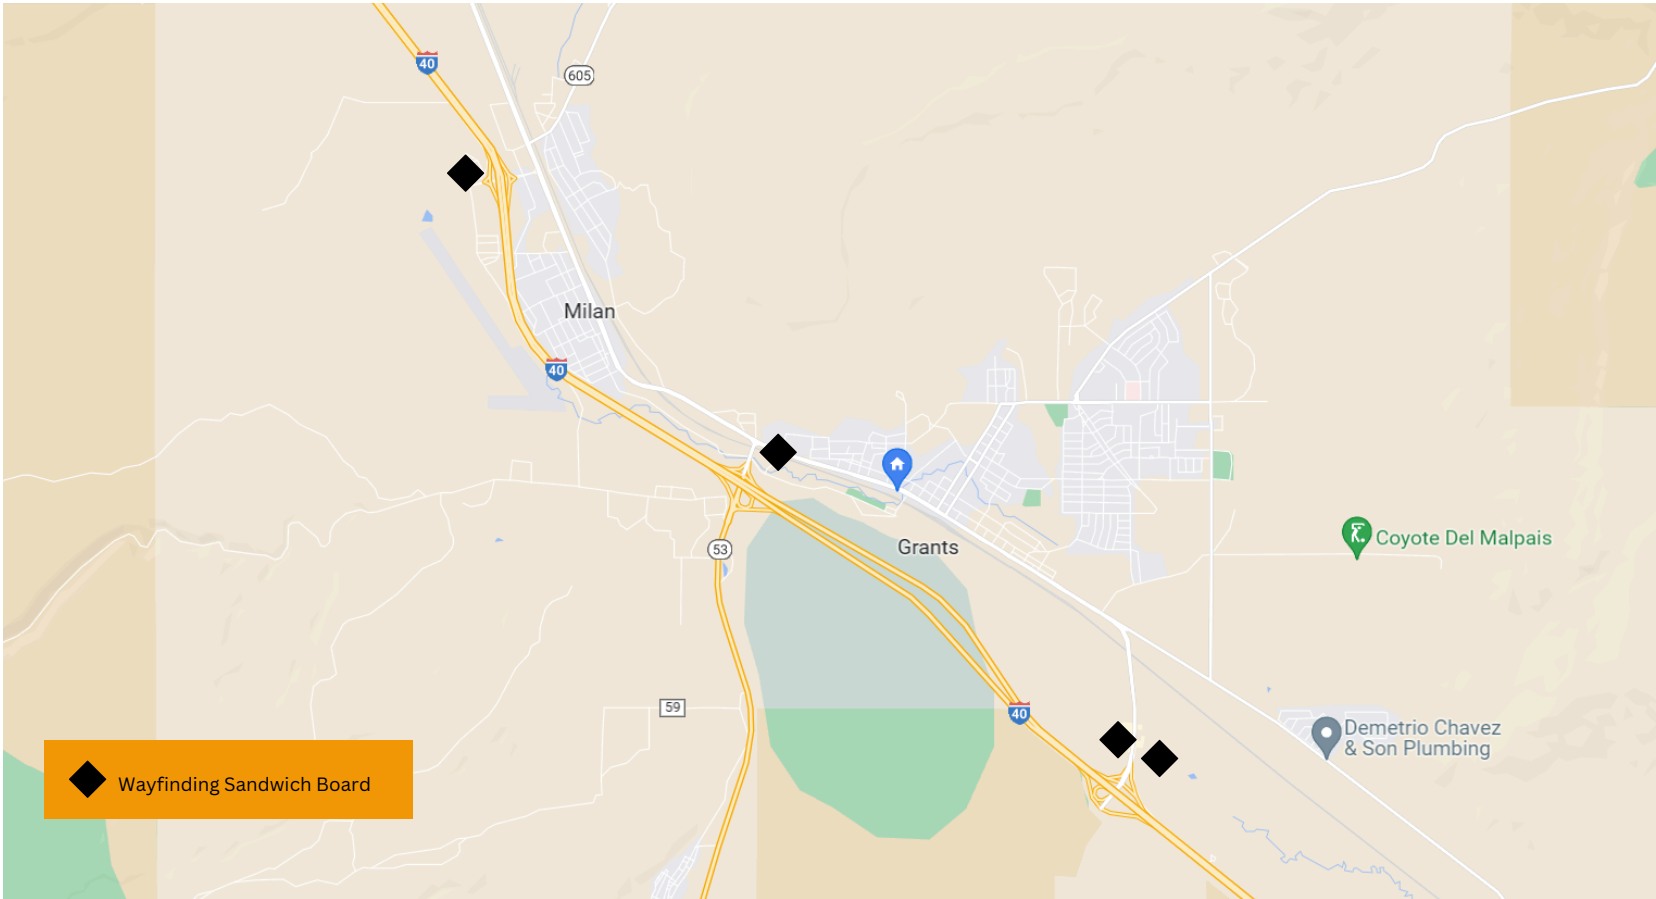 40
605
Milan
40
53
Grants
Coyote Del Malpais
59
40
Demetrio Chavez
& Son Plumbing
Wayfinding Sandwich Board